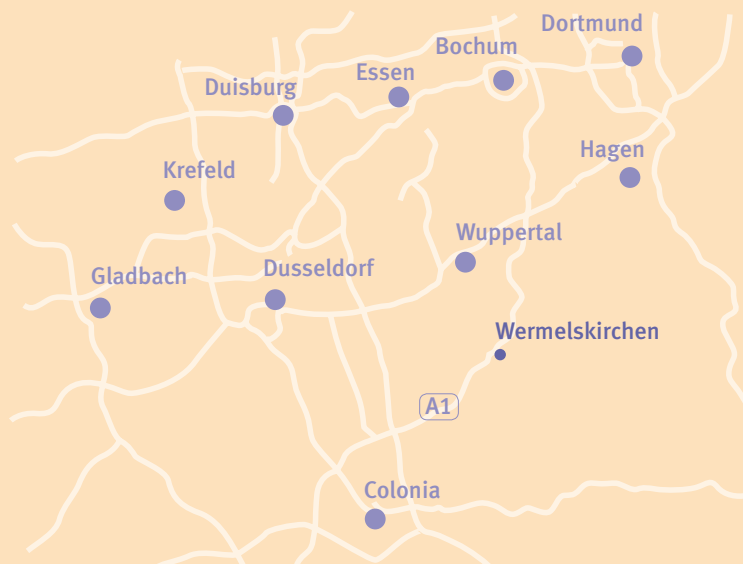 Dortmund
Bochum
Essen
Duisburg
Hagen
Krefeld
Wuppertal
Dusseldorf
Gladbach
Wermelskirchen
A1
Colonia